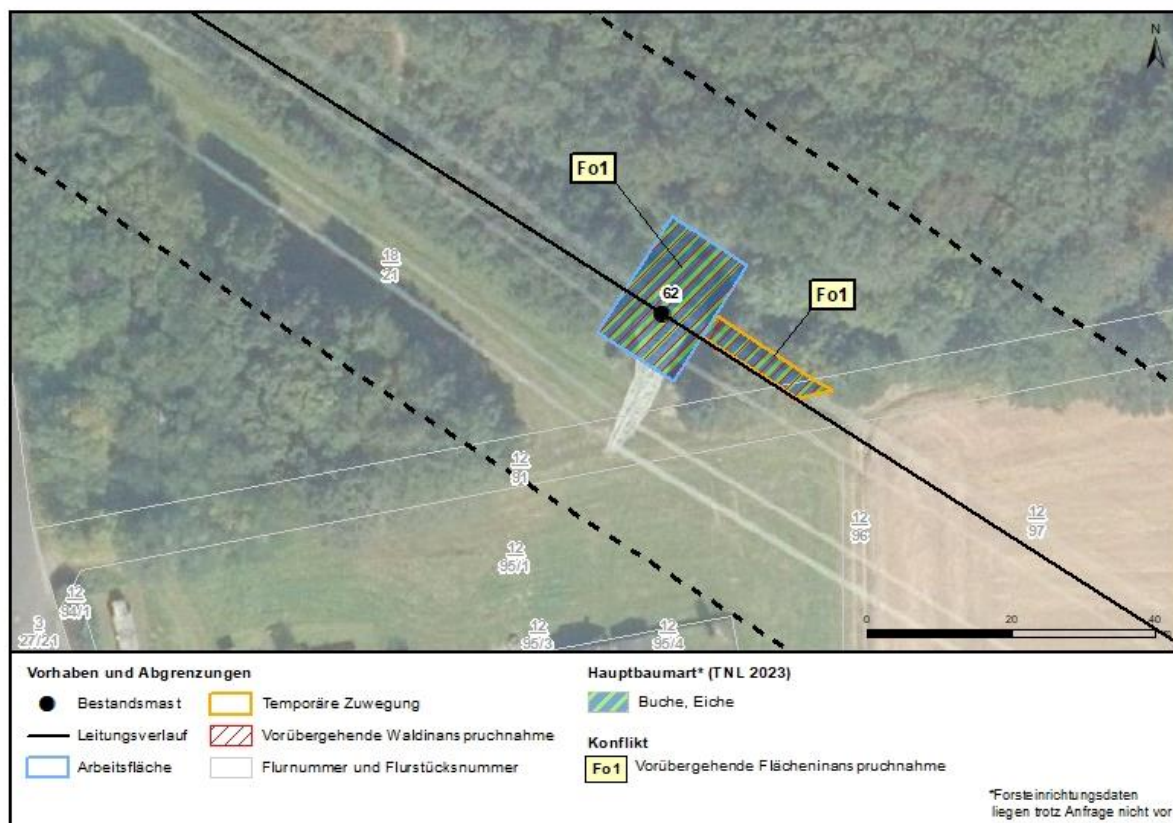 N
Fo1
18
21
62
Fo1
12
91
12
96
12
97
12
95/1
12
94/1
3
27/21
12
95/3
12
95/4
0 20 40
Vorhaben und Abgrenzungen
Bestandsmast
Leitungsverlauf
Arbeitsfläche
Temporäre Zuwegung
Vorübergehende Waldinanspruchnahme
Flurnummer und Flurstücksnummer
Hauptbaumart* (TNL 2023)
Buche, Eiche
Konflikt
Fo1 Vorübergehende Flächeninanspruchnahme
*Forsteinrichtungsdaten
liegen trotz Anfrage nicht vor